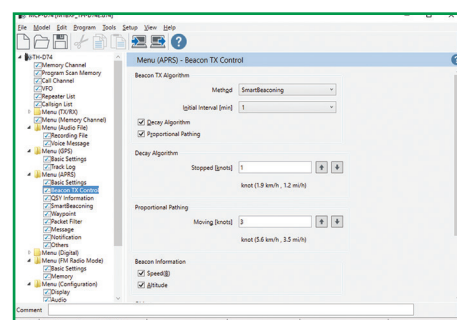 File Model Edit Program Tools Setup View Help
TH-D74
Memory Channel
Program Scan Memory
Call Channel
VFO
Repeater List
Callsign List
Menu (TX/RX)
Menu (Memory Channel)
Menu (Audio File)
Recording File
Voice Message
Menu (GPS)
Basic Settings
Track Log
Menu (APRS)
Basic Settings
Beacon TX Control
QSY Information
SmartBeaconing
Waypoint
Packet Filter
Message
Notification
Others
Menu (Digital)
Menu (FM Radio Mode)
Basic Settings
Memory
Menu (Configuration)
Display
Audio
Menu (APRS) - Beacon TX Control
Beacon TX Algorithm
Method SmartBeaconing
Initial Interval [min] 1
Decay Algorithm
Proportional Pathing
Decay Algorithm
Stopped [knots] 1
knot (1.9 km/h , 1.2 mi/h)
Proportional Pathing
Moving [knots] 3
knot (5.6 km/h , 3.5 mi/h)
Beacon Information
Speed(B)
Altitude
Comment